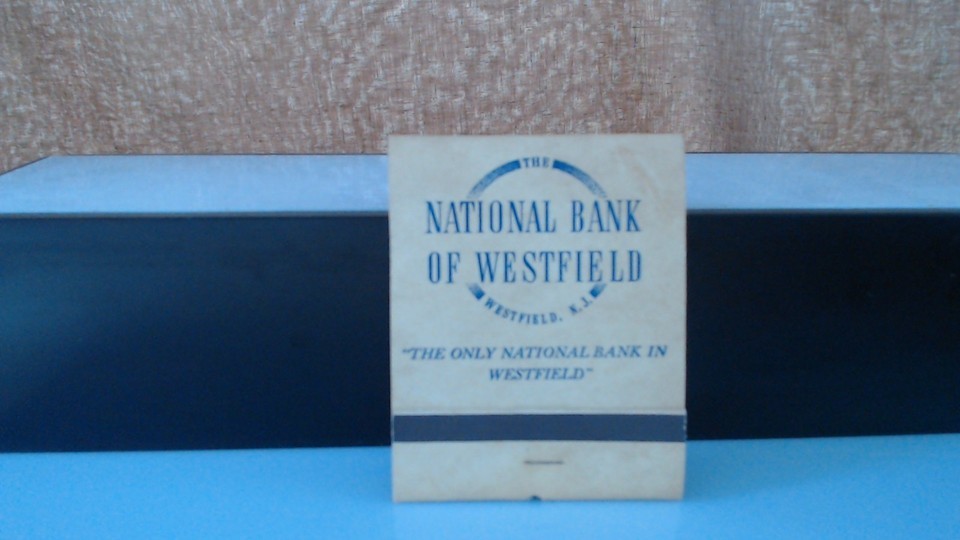 THE
NATIONAL BANK
OF WESTFIELD
WESTFIELD, N.J.
"THE ONLY NATIONAL BANK IN
WESTFIELD"